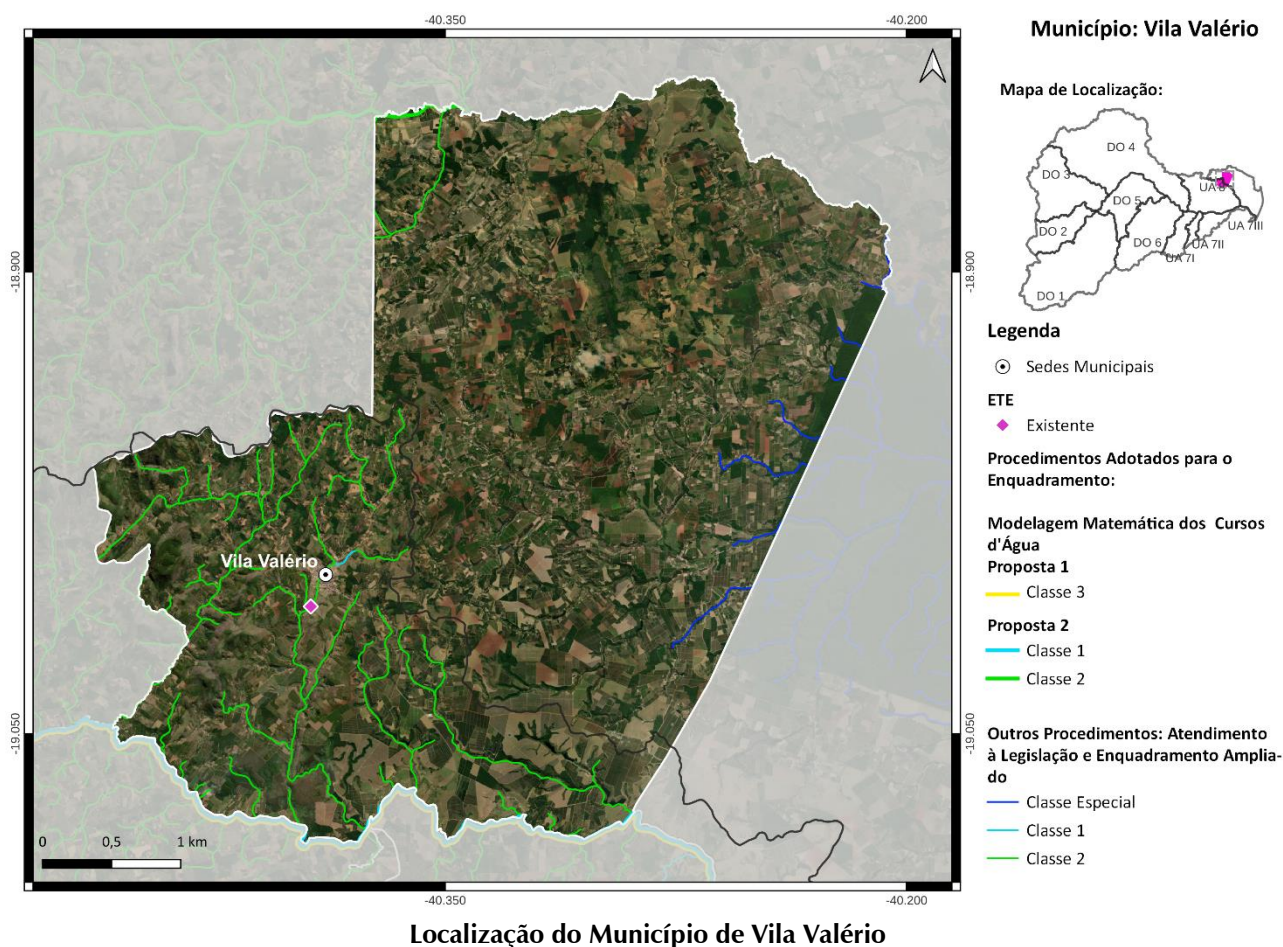 -40.350
-40.200
Município: Vila Valério
Mapa de Localização:
DO 4
DO 3
UA 8
DO 5
UA 7III
DO 2
DO 6
UA 7II
UA 7I
DO 1
-18.900
-18.900
Legenda
Sedes Municipais
ETE
Existente
Procedimentos Adotados para o
Enquadramento:
Modelagem Matemática dos Cursos
d'Água
Proposta 1
Classe 3
Proposta 2
Classe 1
Classe 2
Vila Valério
-19.050
-19.050
Outros Procedimentos: Atendimento
à Legislação e Enquadramento Amplia-
do
Classe Especial
Classe 1
Classe 2
0 0,5 1 km
-40.350
-40.200
Localização do Município de Vila Valério